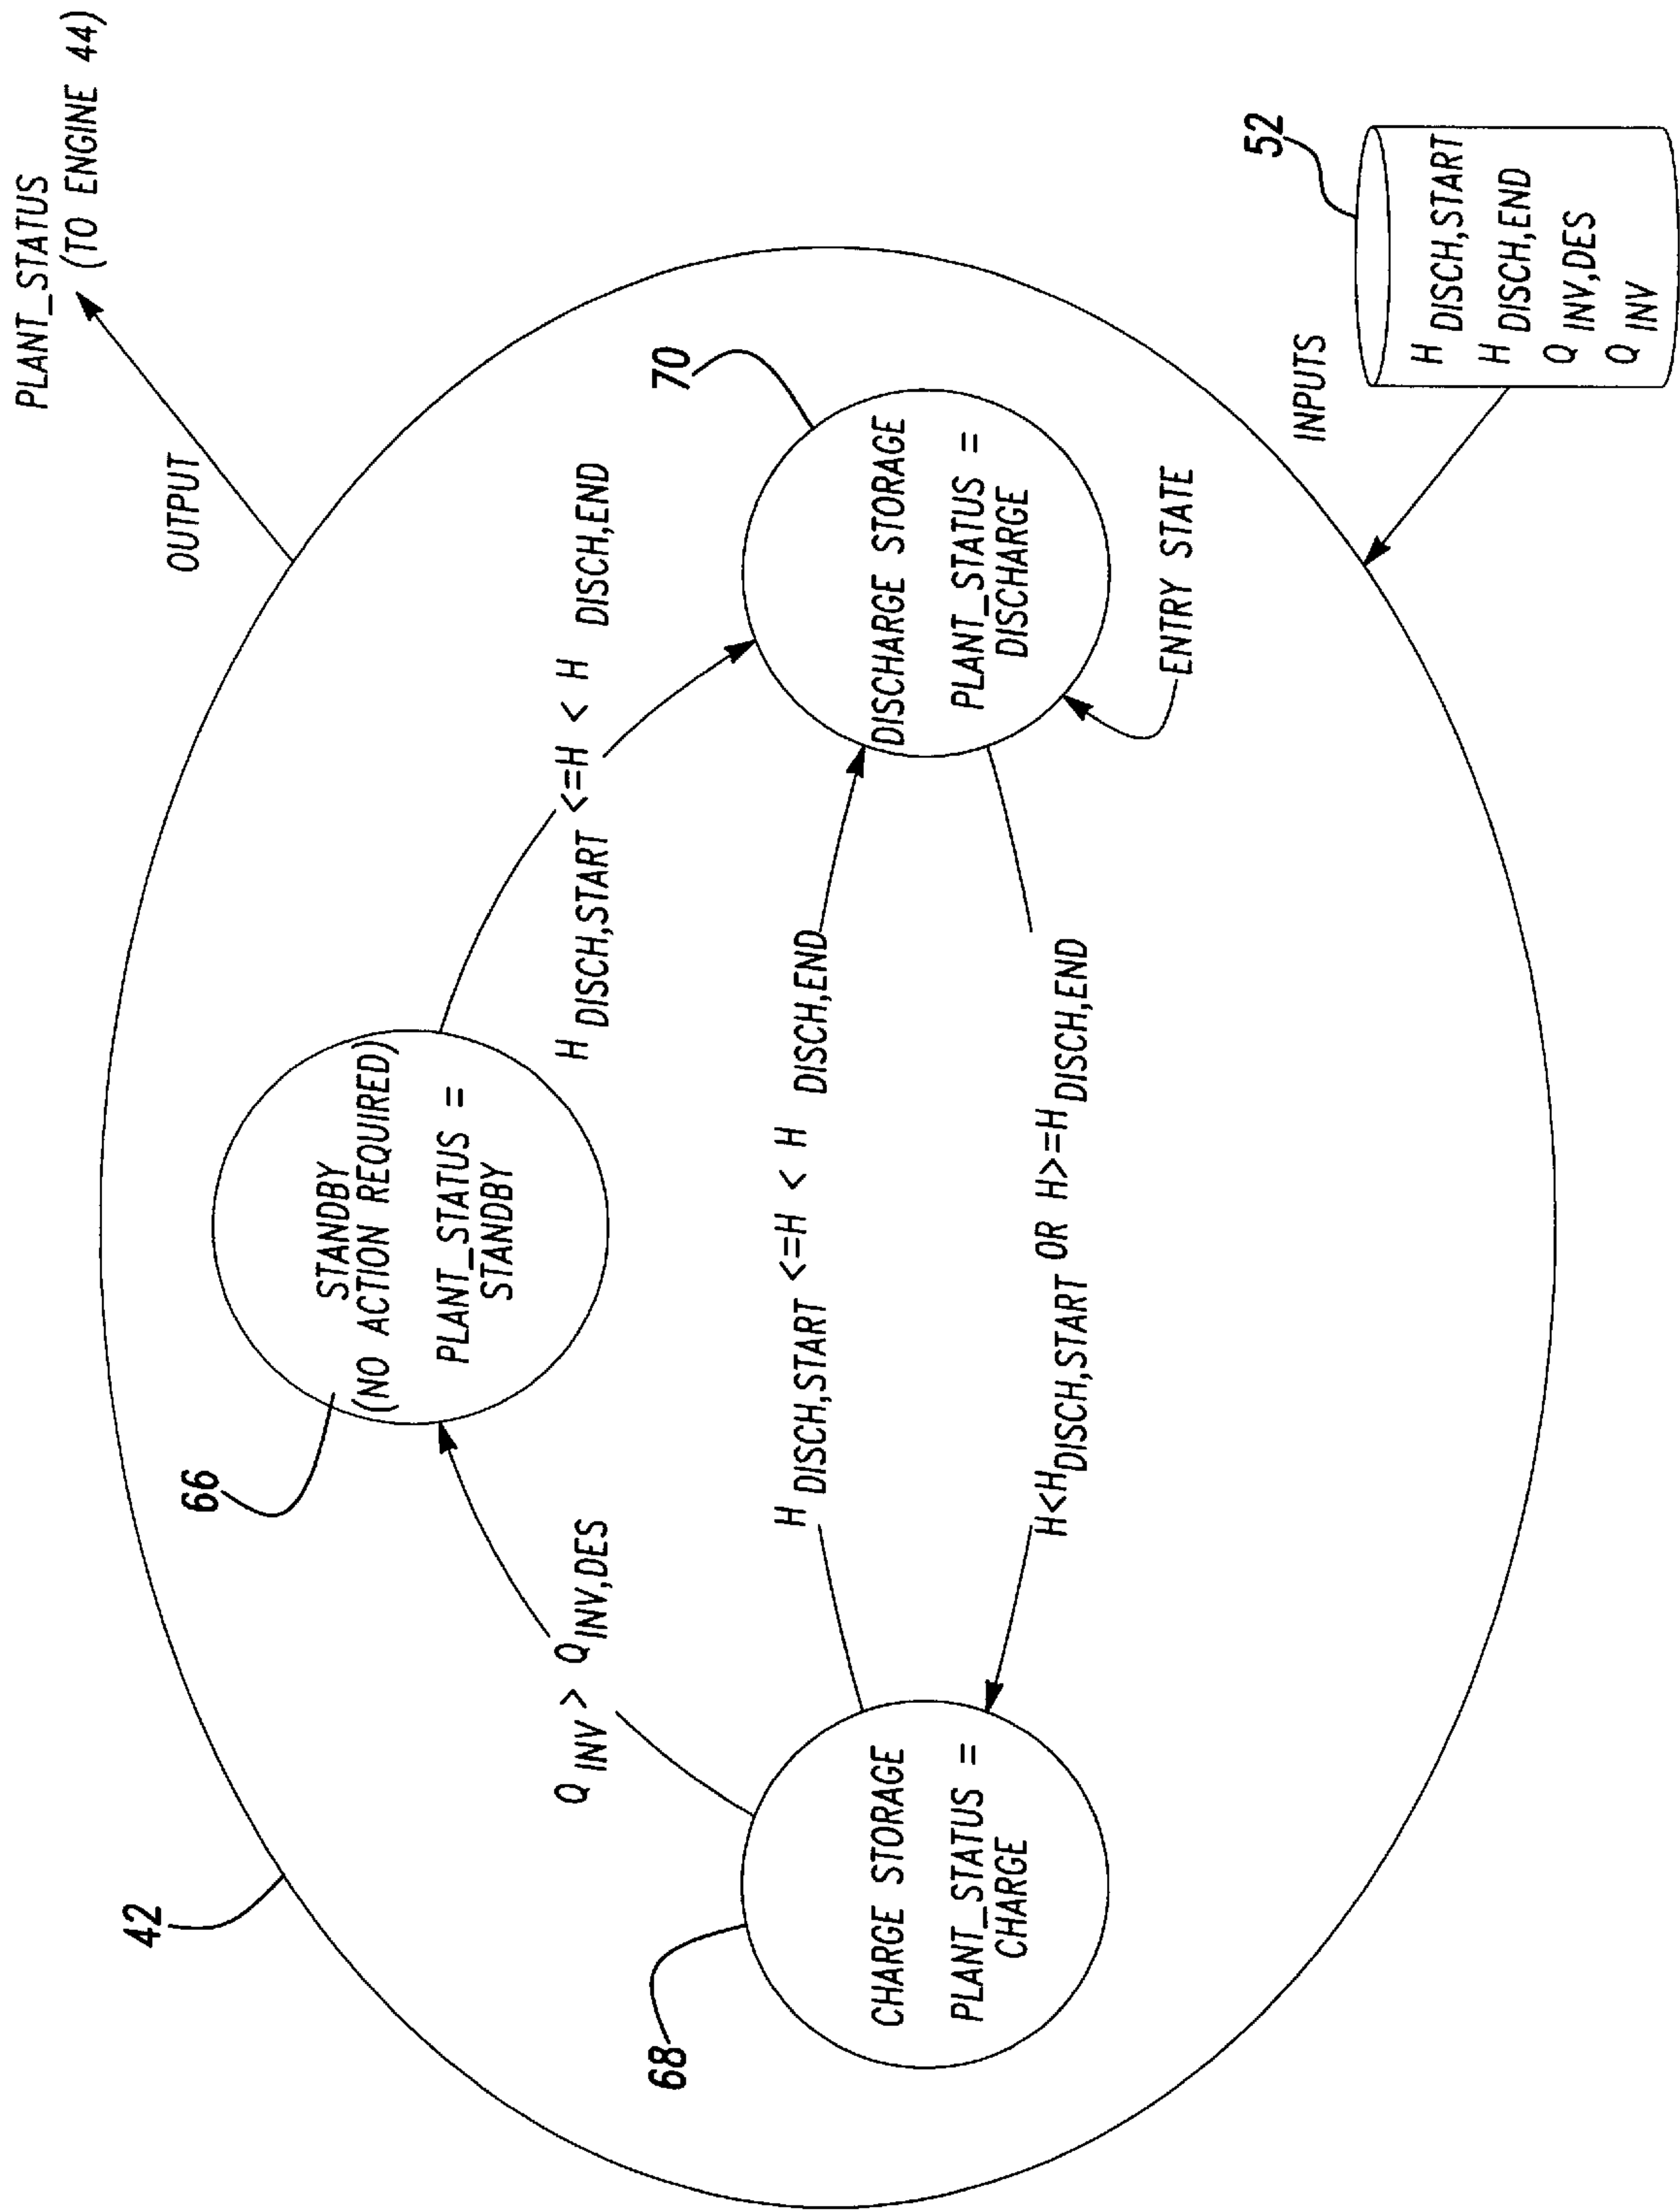 PLANT_STATUS
(TO ENGINE 44)
OUTPUT
42
66
STANDBY
(NO ACTION REQUIRED)
PLANT_STATUS =
STANDBY
Q INV > Q INV,DES
H DISCH,START <=H < H DISCH,END
68
CHARGE STORAGE
PLANT_STATUS =
CHARGE
H DISCH,START <=H < H DISCH,END
70
DISCHARGE STORAGE
PLANT_STATUS =
DISCHARGE
H<H DISCH,START OR H>=H DISCH,END
ENTRY STATE
INPUTS
52
H DISCH,START
H DISCH,END
Q INV,DES
Q INV